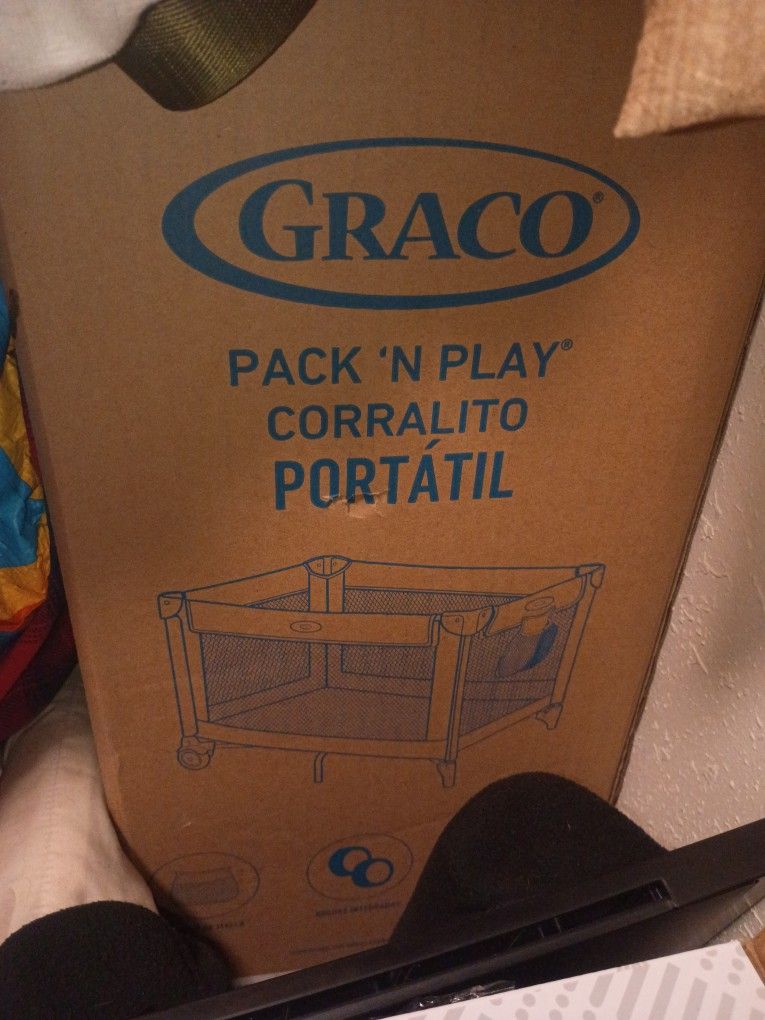 GRACO®
PACK 'N PLAY®
CORRALITO
PORTÁTIL